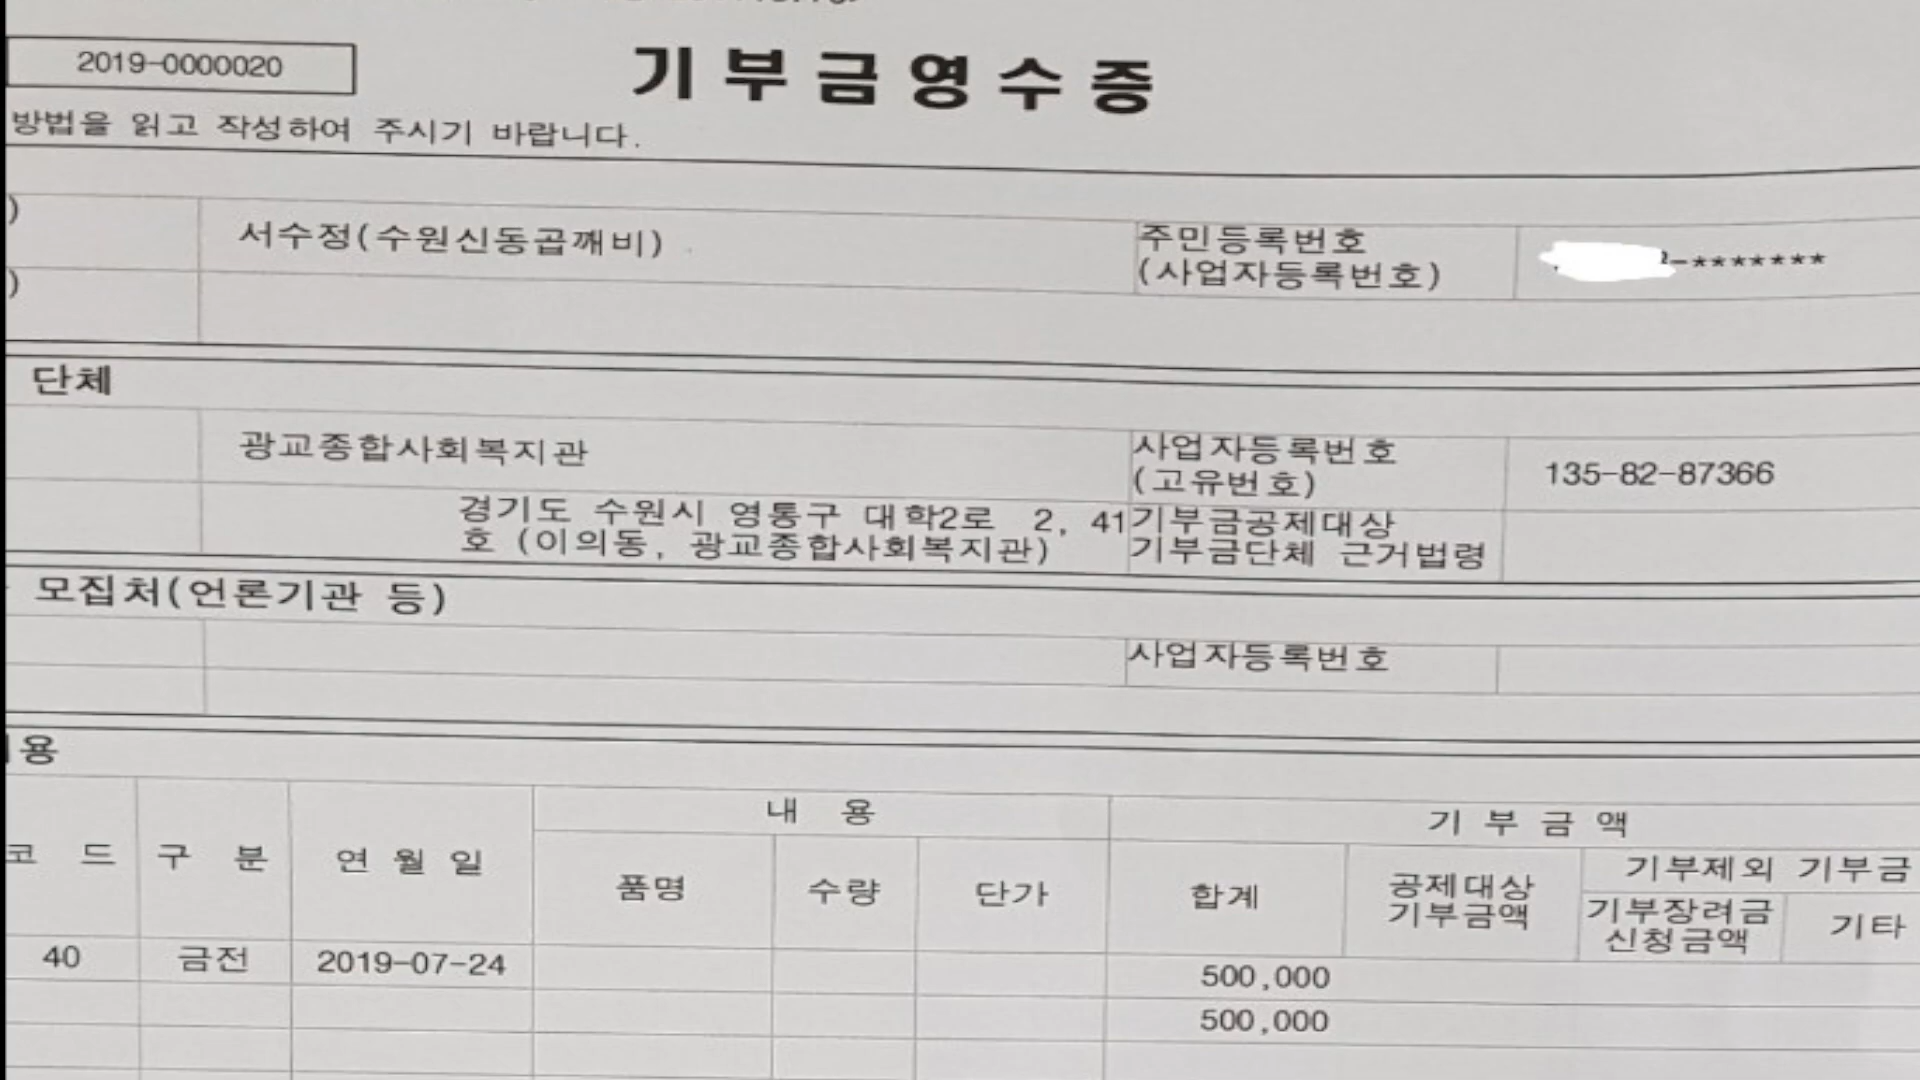 2019-0000020
기부금영수증
방법을 읽고 작성하여 주시기 바랍니다.
)
서수정(수원신동곱깨비)
주민등록번호
(사업자등록번호)
-*******
)
단체
광교종합사회복지관
사업자등록번호
(고유번호)
135-82-87366
경기도 수원시 영통구 대학2로 2, 41
호 (이의동, 광교종합사회복지관)
기부금공제대상
기부금단체 근거법령
모집처(언론기관 등)
사업자등록번호
용
내 용
기 부 금 액
코 드
구 분
연 월 일
품명
수량
단가
합계
공제대상
기부금액
기부제외 기부금
기부장려금
신청금액
기타
40
금전
2019-07-24
500,000
500,000